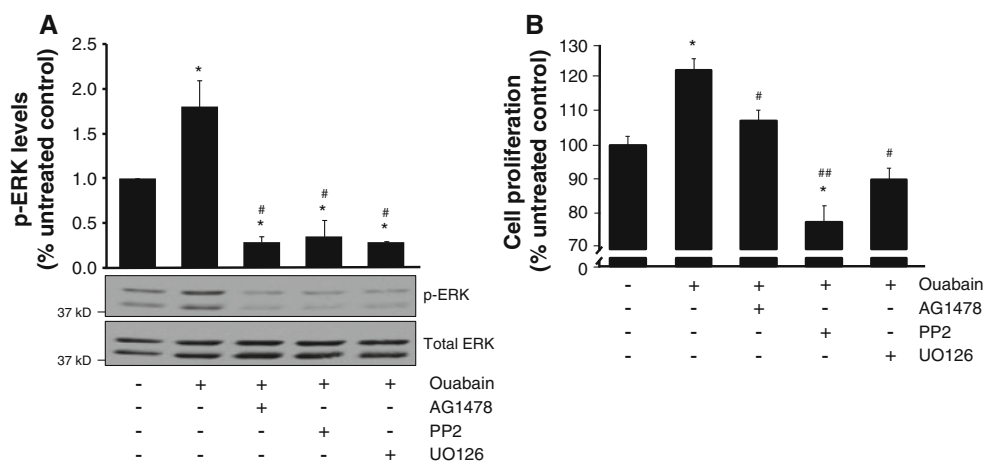 A
p-ERK levels
(% untreated control)
2.5
2.0
1.5
1.0
0.5
0.0
*
#
*
#
*
#
*
37 kD
p-ERK
37 kD
Total ERK
- + + + + Ouabain
- - + - - AG1478
- - - + - PP2
- - - - + UO126
B
Cell proliferation
(% untreated control)
130
120
110
100
90
80
70
0
*
#
##
*
#
- + + + + Ouabain
- - + - - AG1478
- - - + - PP2
- - - - + UO126